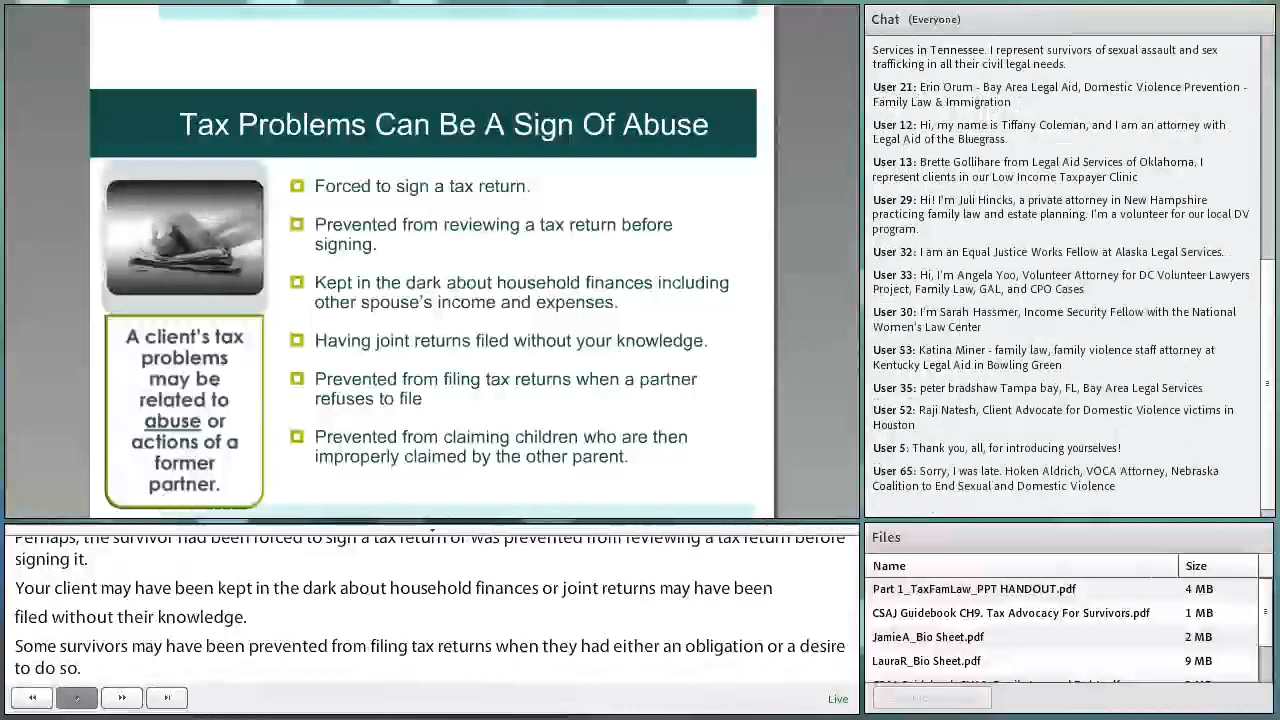 Tax Problems Can Be A Sign Of Abuse
A client's tax
problems
may be
related to
abuse or
actions of a
former
partner.
Forced to sign a tax return.
Prevented from reviewing a tax return before
signing.
Kept in the dark about household finances including
other spouse's income and expenses.
Having joint returns filed without your knowledge.
Prevented from filing tax returns when a partner
refuses to file
Prevented from claiming children who are then
improperly claimed by the other parent.
Perhaps, the survivor had been forced to sign a tax return or was prevented from reviewing a tax return before
signing it.
Your client may have been kept in the dark about household finances or joint returns may have been
filed without their knowledge.
Some survivors may have been prevented from filing tax returns when they had either an obligation or a desire
to do so.
Live
Chat (Everyone)
Services in Tennessee. I represent survivors of sexual assault and sex
trafficking in all their civil legal needs.
User 21: Erin Orum - Bay Area Legal Aid, Domestic Violence Prevention -
Family Law & Immigration
User 12: Hi, my name is Tiffany Coleman, and I am an attorney with
Legal Aid of the Bluegrass.
User 13: Brette Gollihare from Legal Aid Services of Oklahoma. I
represent clients in our Low Income Taxpayer Clinic
User 29: Hi! I'm Juli Hincks, a private attorney in New Hampshire
practicing family law and estate planning. I'm a volunteer for our local DV
program.
User 32: I am an Equal Justice Works Fellow at Alaska Legal Services.
User 33: Hi, I'm Angela Yoo, Volunteer Attorney for DC Volunteer Lawyers
Project, Family Law, GAL, and CPO Cases
User 30: I'm Sarah Hassmer, Income Security Fellow with the National
Women's Law Center
User 53: Katina Miner - family law, family violence staff attorney at
Kentucky Legal Aid in Bowling Green
User 35: peter bradshaw Tampa bay, FL, Bay Area Legal Services
User 52: Raji Natesh, Client Advocate for Domestic Violence victims in
Houston
User 5: Thank you, all, for introducing yourselves!
User 65: Sorry, I was late. Hoken Aldrich, VOCA Attorney, Nebraska
Coalition to End Sexual and Domestic Violence
Files
Name Size
Part 1_TaxFamLaw_PPT HANDOUT.pdf 4 MB
CSAJ Guidebook CH9. Tax Advocacy For Survivors.pdf 1 MB
JamieA_Bio Sheet.pdf 2 MB
LauraR_Bio Sheet.pdf 9 MB